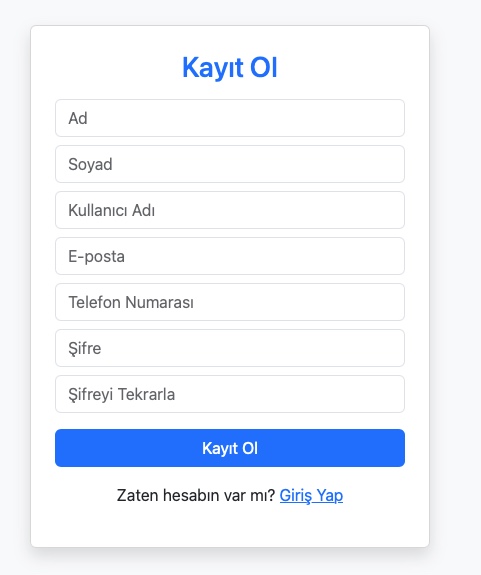 Kayıt Ol
Ad
Soyad
Kullanıcı Adı
E-posta
Telefon Numarası
Şifre
Şifreyi Tekrarla
Kayıt Ol
Zaten hesabın var mı? Giriş Yap